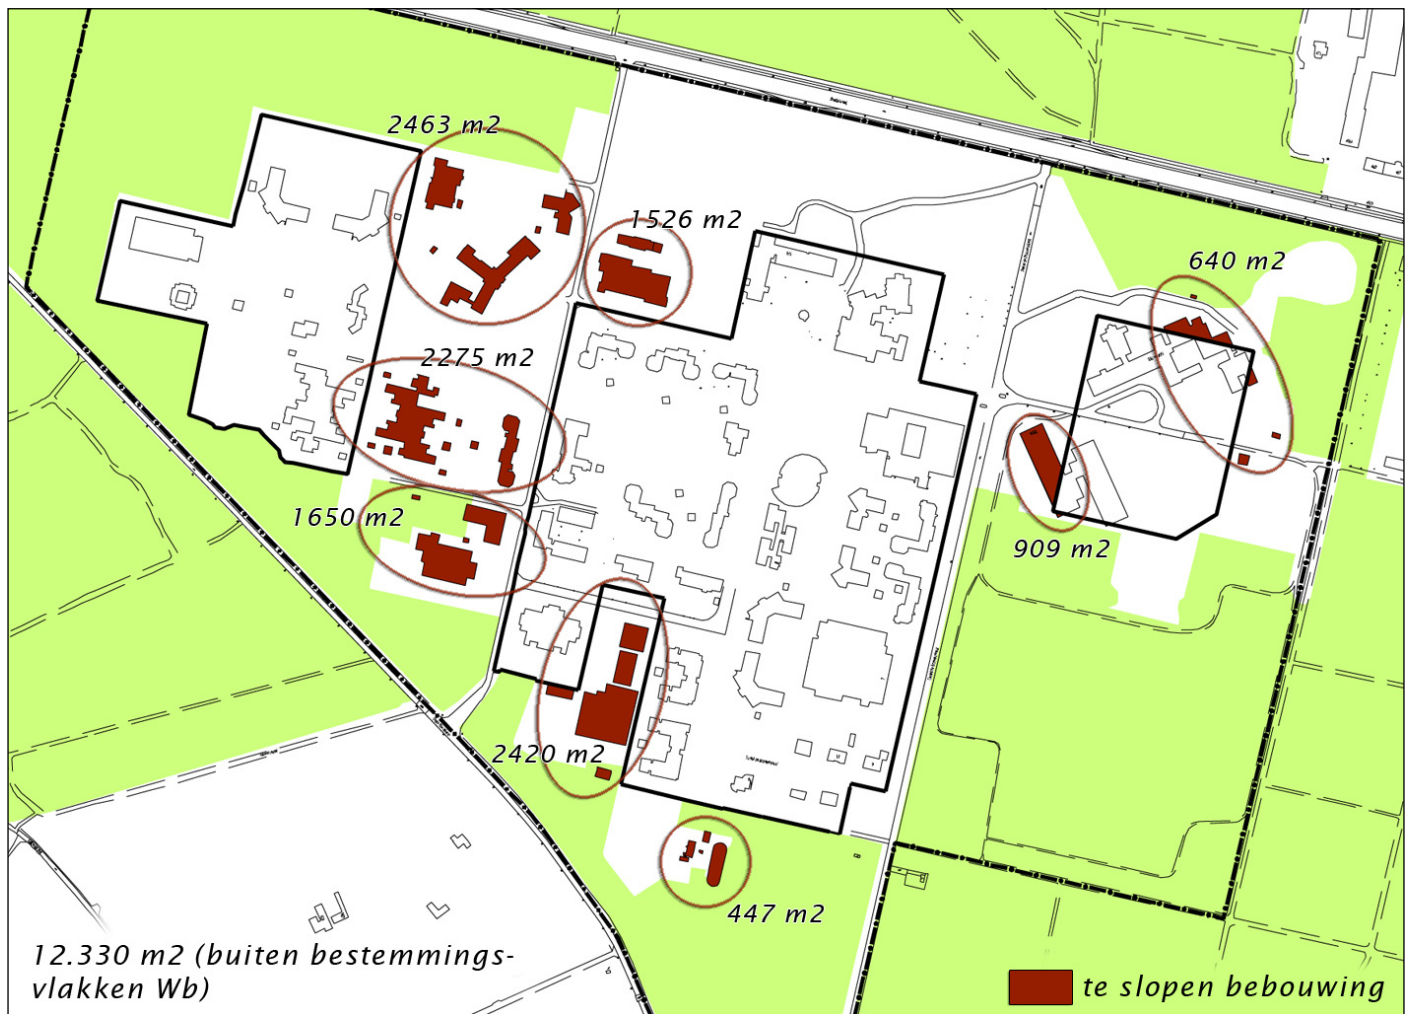 2463 m2
1526 m2
640 m2
2275 m2
1650 m2
909 m2
2420 m2
447 m2
12.330 m2 (buiten bestemmings-
vlakken Wb)
te slopen bebouwing